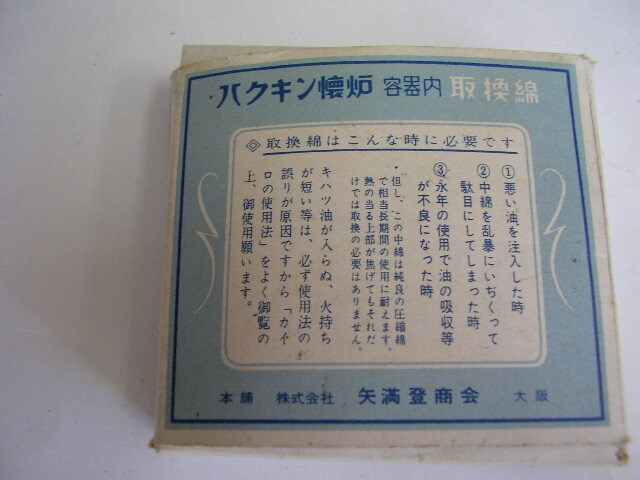 ハクキン懐炉 容器内 取換綿
◎取換綿はこんな時に必要です
①悪い油を注入した時
②中綿を乱暴にいぢくって
駄目にしてしまった時
③永年の使用で油の吸収等
が不良になった時
・但し、この中綿は純良の圧縮綿
で相当長期間の使用に耐えます。
熱の当る上部が焦げてもそれだ
けでは取換の必要はありません。
キハツ油が入らぬ、火持ち
が短い等は、必ず使用法の
誤りが原因ですから「カイ
ロの使用法」をよく御覧の
上、御使用願います。
本舗 株式会社 矢満登商会 大阪